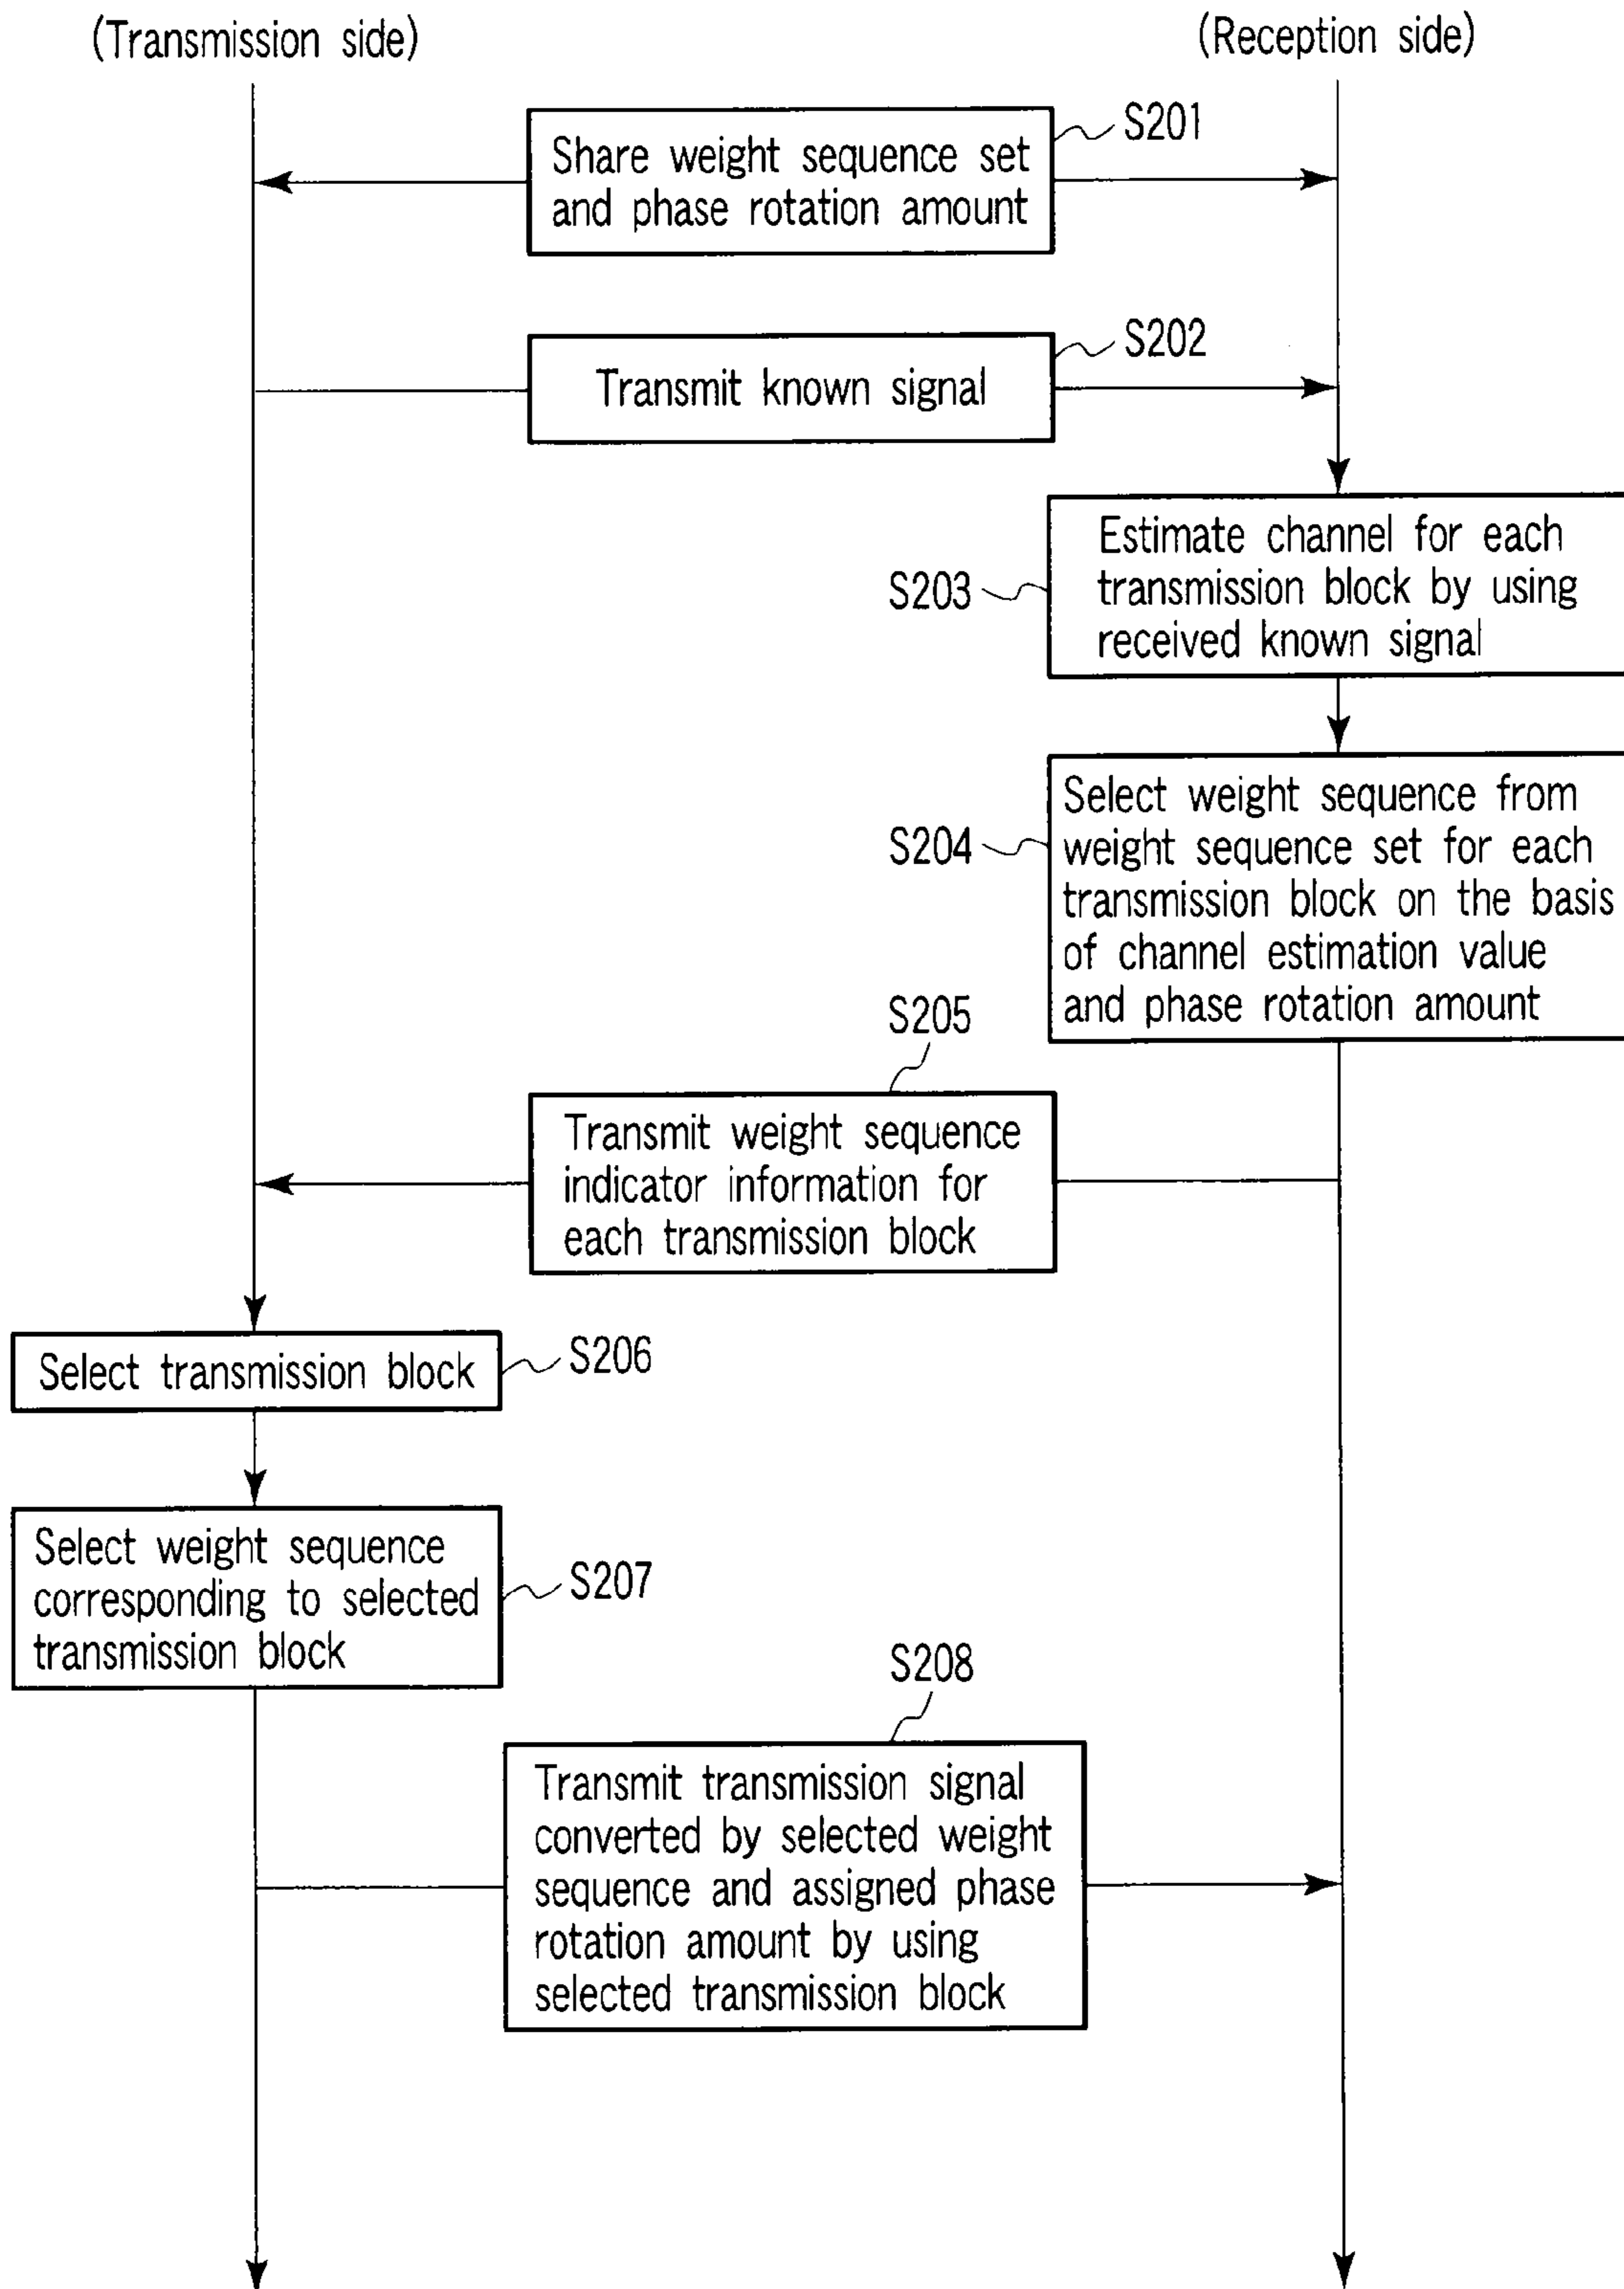 (Transmission side)
(Reception side)
S201
Share weight sequence set
and phase rotation amount
S202
Transmit known signal
Estimate channel for each
transmission block by using
received known signal
S203
Select weight sequence from
weight sequence set for each
transmission block on the basis
of channel estimation value
and phase rotation amount
S204
S205
Transmit weight sequence
indicator information for
each transmission block
Select transmission block
S206
Select weight sequence
corresponding to selected
transmission block
S207
S208
Transmit transmission signal
converted by selected weight
sequence and assigned phase
rotation amount by using
selected transmission block